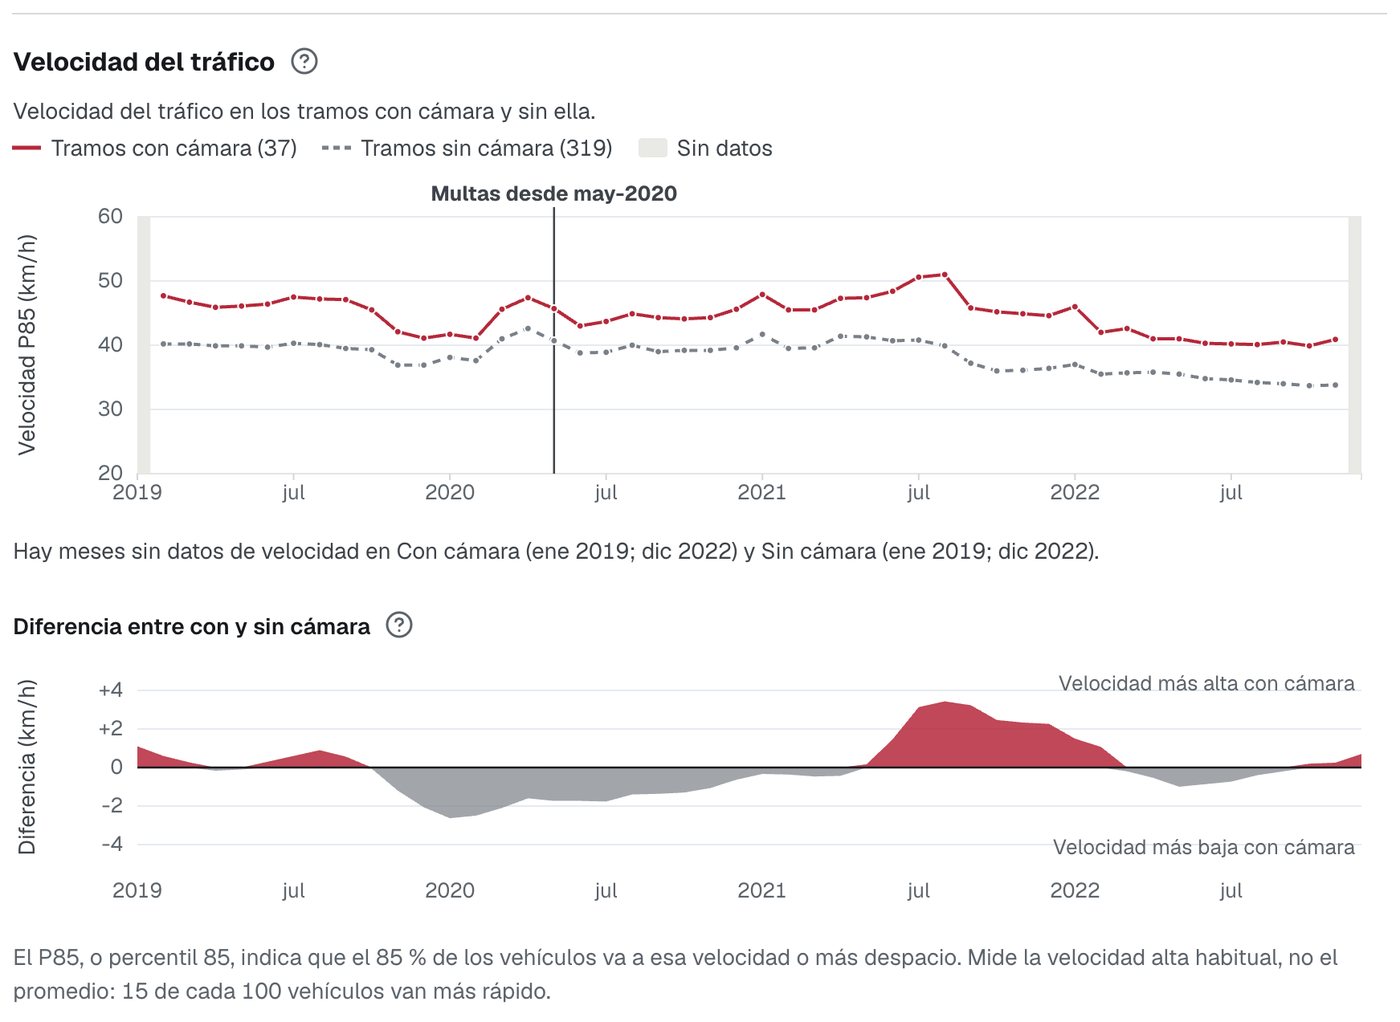 Velocidad del tráfico ?
Velocidad del tráfico en los tramos con cámara y sin ella.
Tramos con cámara (37) Tramos sin cámara (319) Sin datos
Multas desde may-2020
Velocidad P85 (km/h)
60
50
40
30
20
2019 jul 2020 jul 2021 jul 2022 jul
Hay meses sin datos de velocidad en Con cámara (ene 2019; dic 2022) y Sin cámara (ene 2019; dic 2022).
Diferencia entre con y sin cámara ?
Diferencia (km/h)
Velocidad más alta con cámara
+4
+2
0
-2
-4
Velocidad más baja con cámara
2019 jul 2020 jul 2021 jul 2022 jul
El P85, o percentil 85, indica que el 85 % de los vehículos va a esa velocidad o más despacio. Mide la velocidad alta habitual, no el
promedio: 15 de cada 100 vehículos van más rápido.